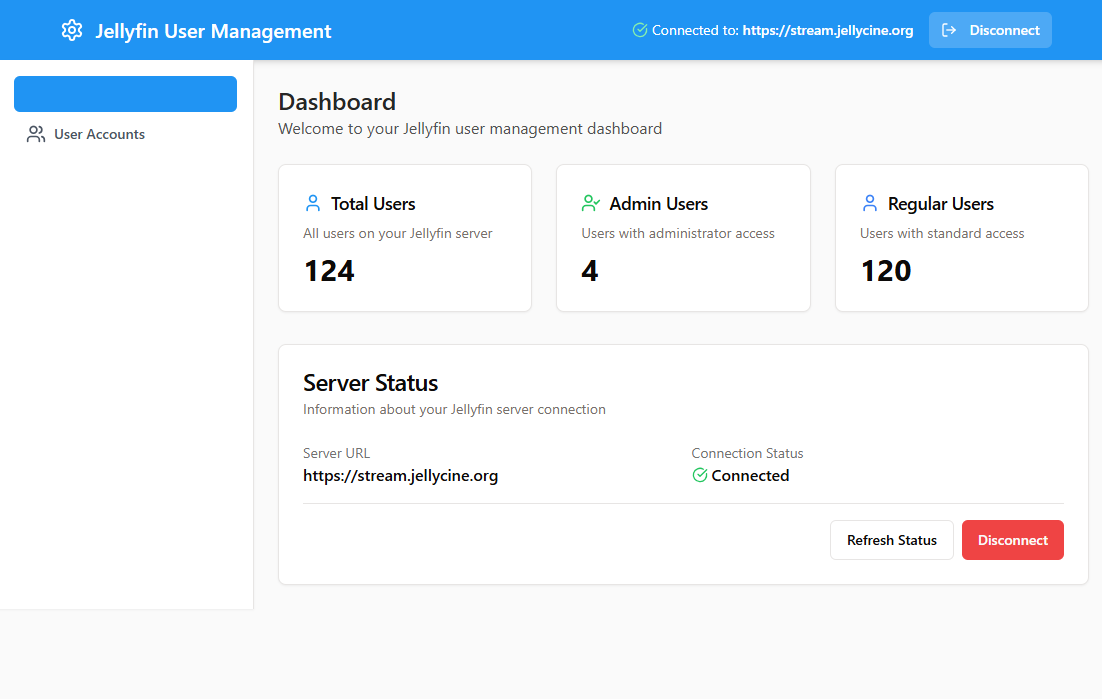 Jellyfin User Management
Connected to: https://stream.jellycine.org
Disconnect
User Accounts
Dashboard
Welcome to your Jellyfin user management dashboard
Total Users
All users on your Jellyfin server
124
Admin Users
Users with administrator access
4
Regular Users
Users with standard access
120
Server Status
Information about your Jellyfin server connection
Server URL
https://stream.jellycine.org
Connection Status
Connected
Refresh Status
Disconnect